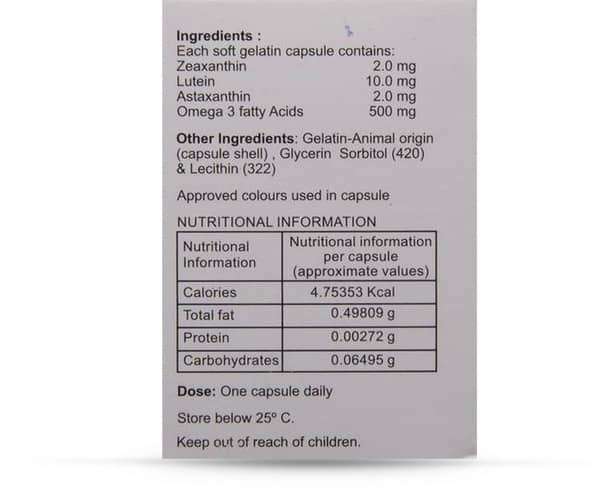 Ingredients :
Each soft gelatin capsule contains:
Zeaxanthin 2.0 mg
Lutein 10.0 mg
Astaxanthin 2.0 mg
Omega 3 fatty Acids 500 mg
Other Ingredients: Gelatin-Animal origin
(capsule shell) , Glycerin Sorbitol (420)
& Lecithin (322)
Approved colours used in capsule
NUTRITIONAL INFORMATION
Nutritional Information
Nutritional information per capsule (approximate values)
Calories 4.75353 Kcal
Total fat 0.49809 g
Protein 0.00272 g
Carbohydrates 0.06495 g
Dose: One capsule daily
Store below 25º C.
Keep out of reach of children.